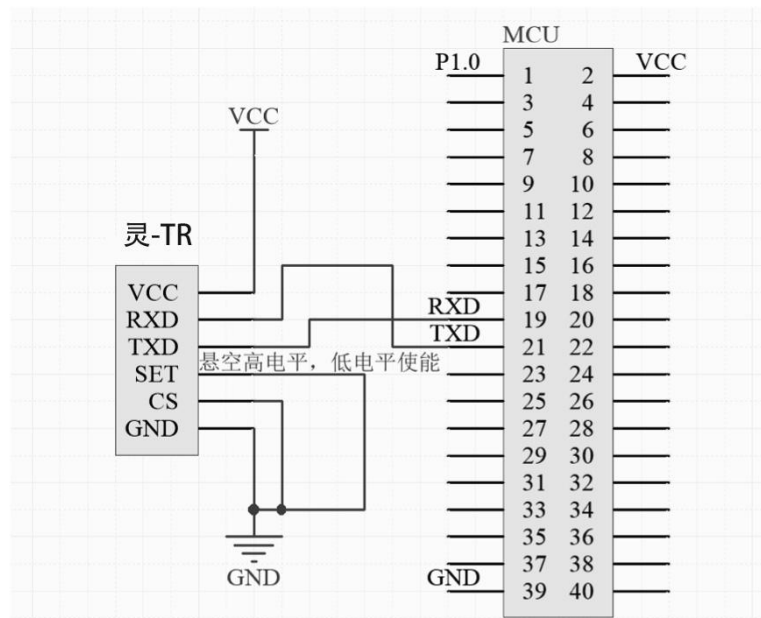 MCU
P1.0 1 2 VCC
3 4
VCC
5 6
7 8
9 10
11 12
灵-TR
13 14
15 16
VCC
17 18
RXD
RXD 19 20
TXD
TXD 21 22
悬空高电平，低电平使能
SET
23 24
CS
25 26
GND
27 28
29 30
31 32
33 34
35 36
GND
37 38
GND 39 40